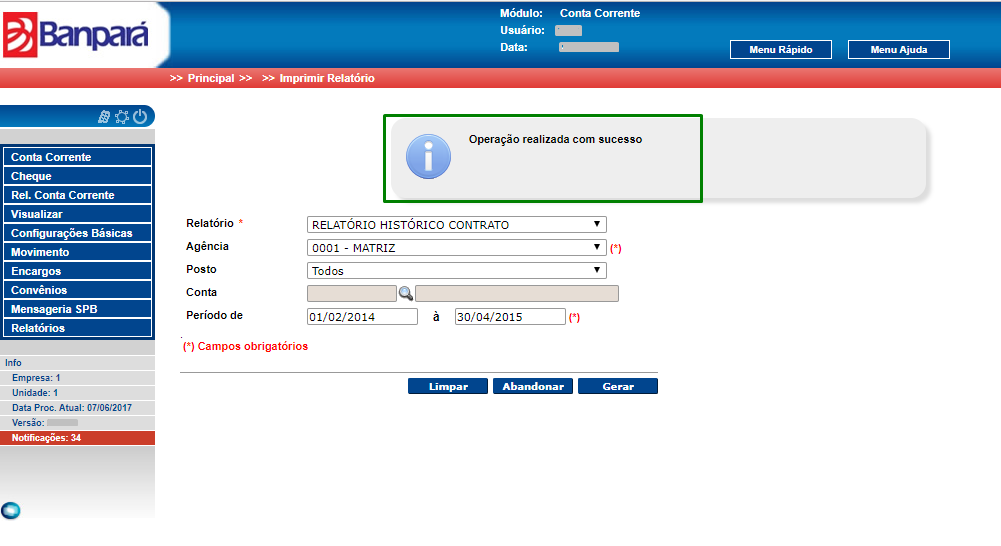 Banpará
Módulo: Conta Corrente
Usuário:
Data:
Menu Rápido
Menu Ajuda
>> Principal >> >> Imprimir Relatório
Conta Corrente
Cheque
Rel. Conta Corrente
Visualizar
Configurações Básicas
Movimento
Encargos
Convênios
Mensageria SPB
Relatórios
Info
Empresa: 1
Unidade: 1
Data Proc. Atual: 07/06/2017
Versão:
Notificações: 34
Operação realizada com sucesso
Relatório * RELATÓRIO HISTÓRICO CONTRATO
Agência 0001 - MATRIZ (*)
Posto Todos
Conta
Período de 01/02/2014 à 30/04/2015 (*)
(*) Campos obrigatórios
Limpar Abandonar Gerar